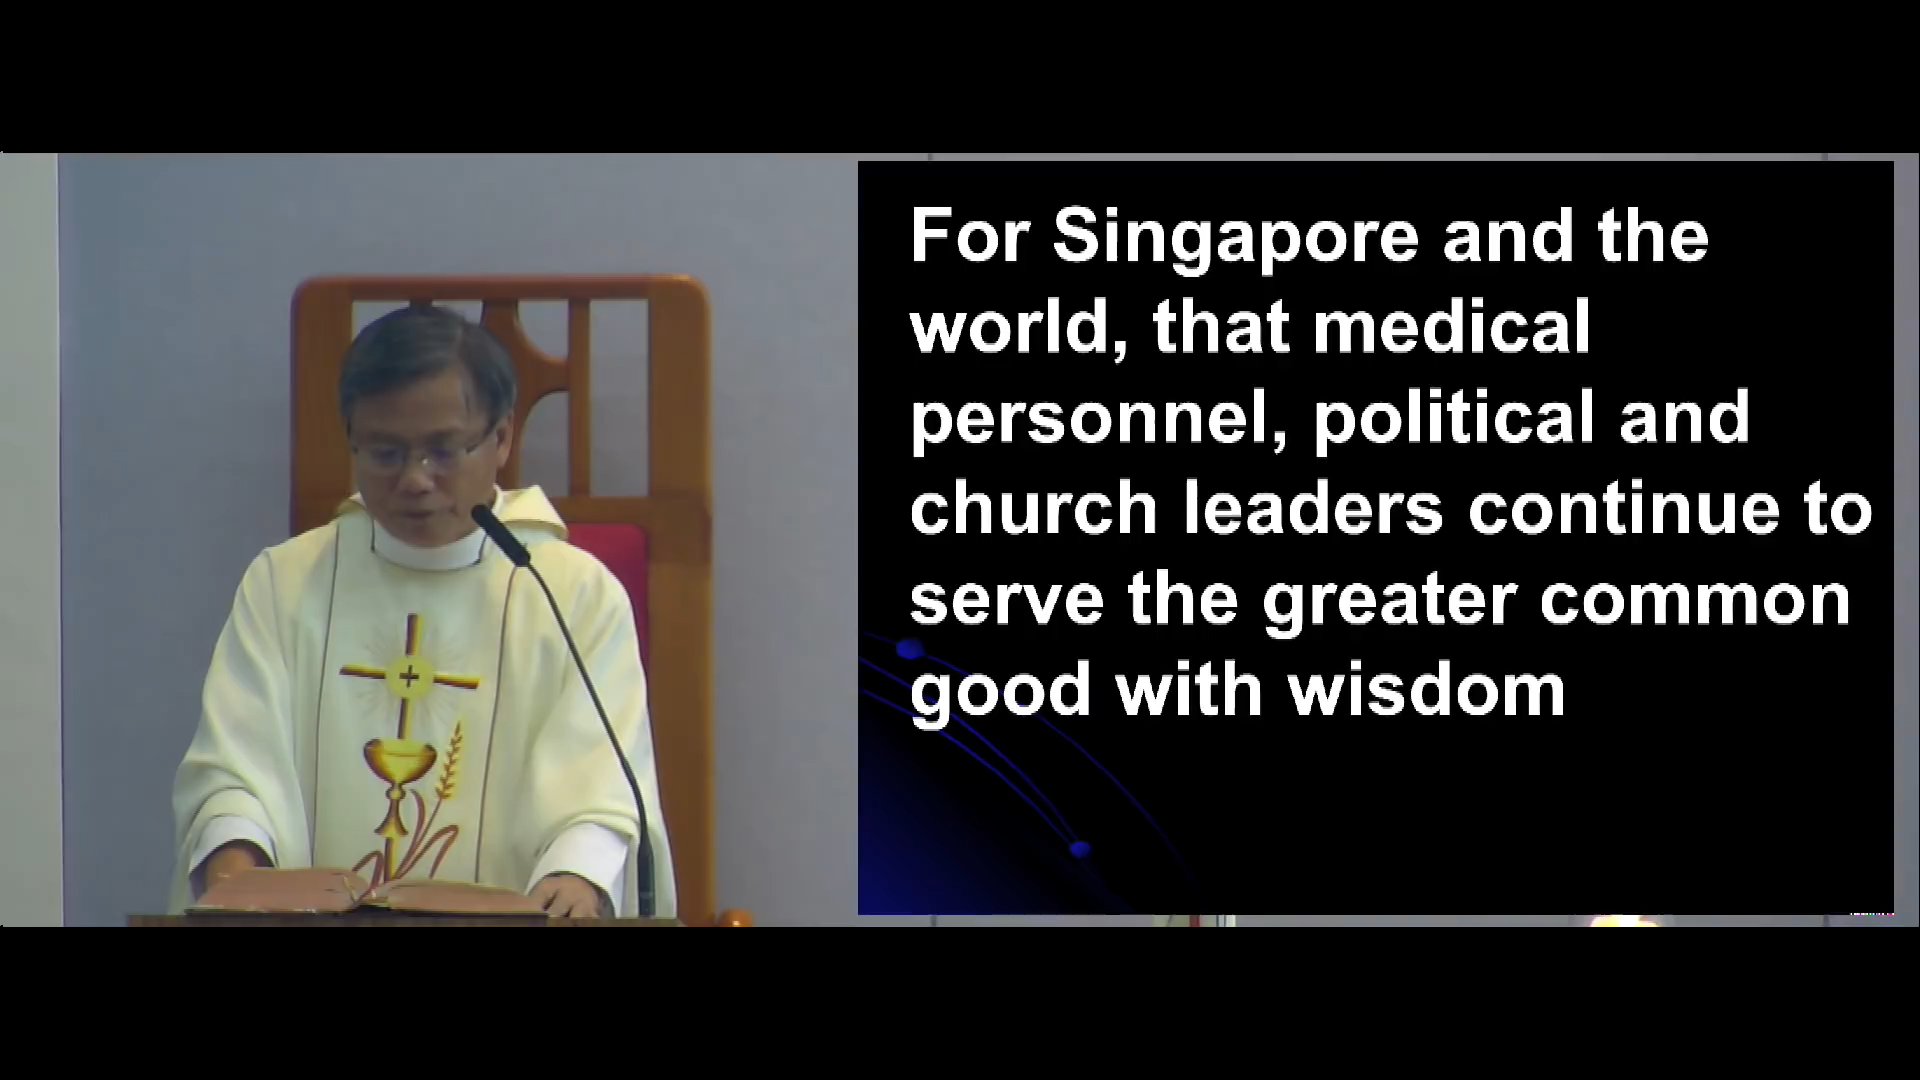 For Singapore and the
world, that medical
personnel, political and
church leaders continue to
serve the greater common
good with wisdom